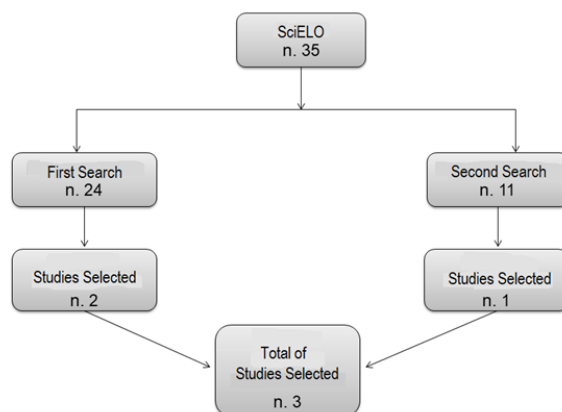 SciELO
n. 35
First Search
n. 24
Second Search
n. 11
Studies Selected
n. 2
Studies Selected
n. 1
Total of
Studies Selected
n. 3